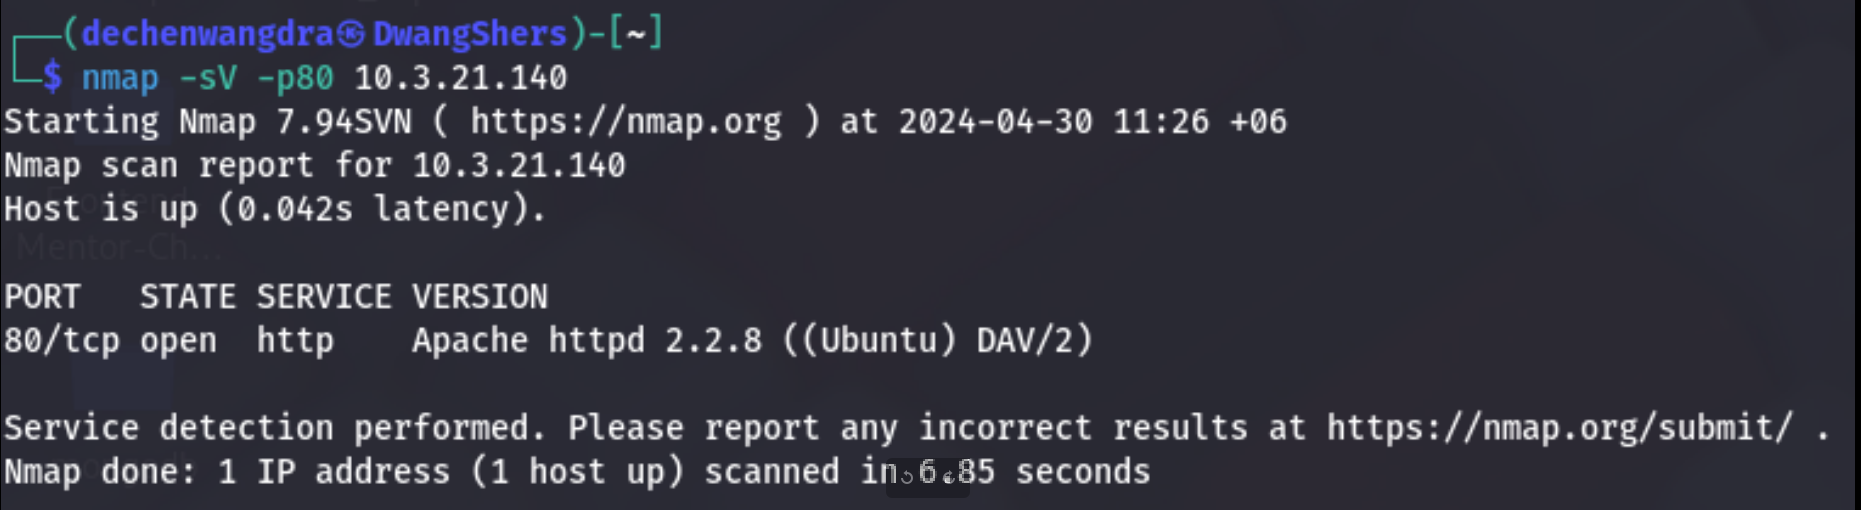 (dechenwangdra㉿DwangShers)-[~]
$ nmap -sV -p80 10.3.21.140
Starting Nmap 7.94SVN ( https://nmap.org ) at 2024-04-30 11:26 +06
Nmap scan report for 10.3.21.140
Host is up (0.042s latency).
Mentor-Ch...
PORT STATE SERVICE VERSION
80/tcp open http Apache httpd 2.2.8 ((Ubuntu) DAV/2)
Service detection performed. Please report any incorrect results at https://nmap.org/submit/ .
Nmap done: 1 IP address (1 host up) scanned in 6.85 seconds